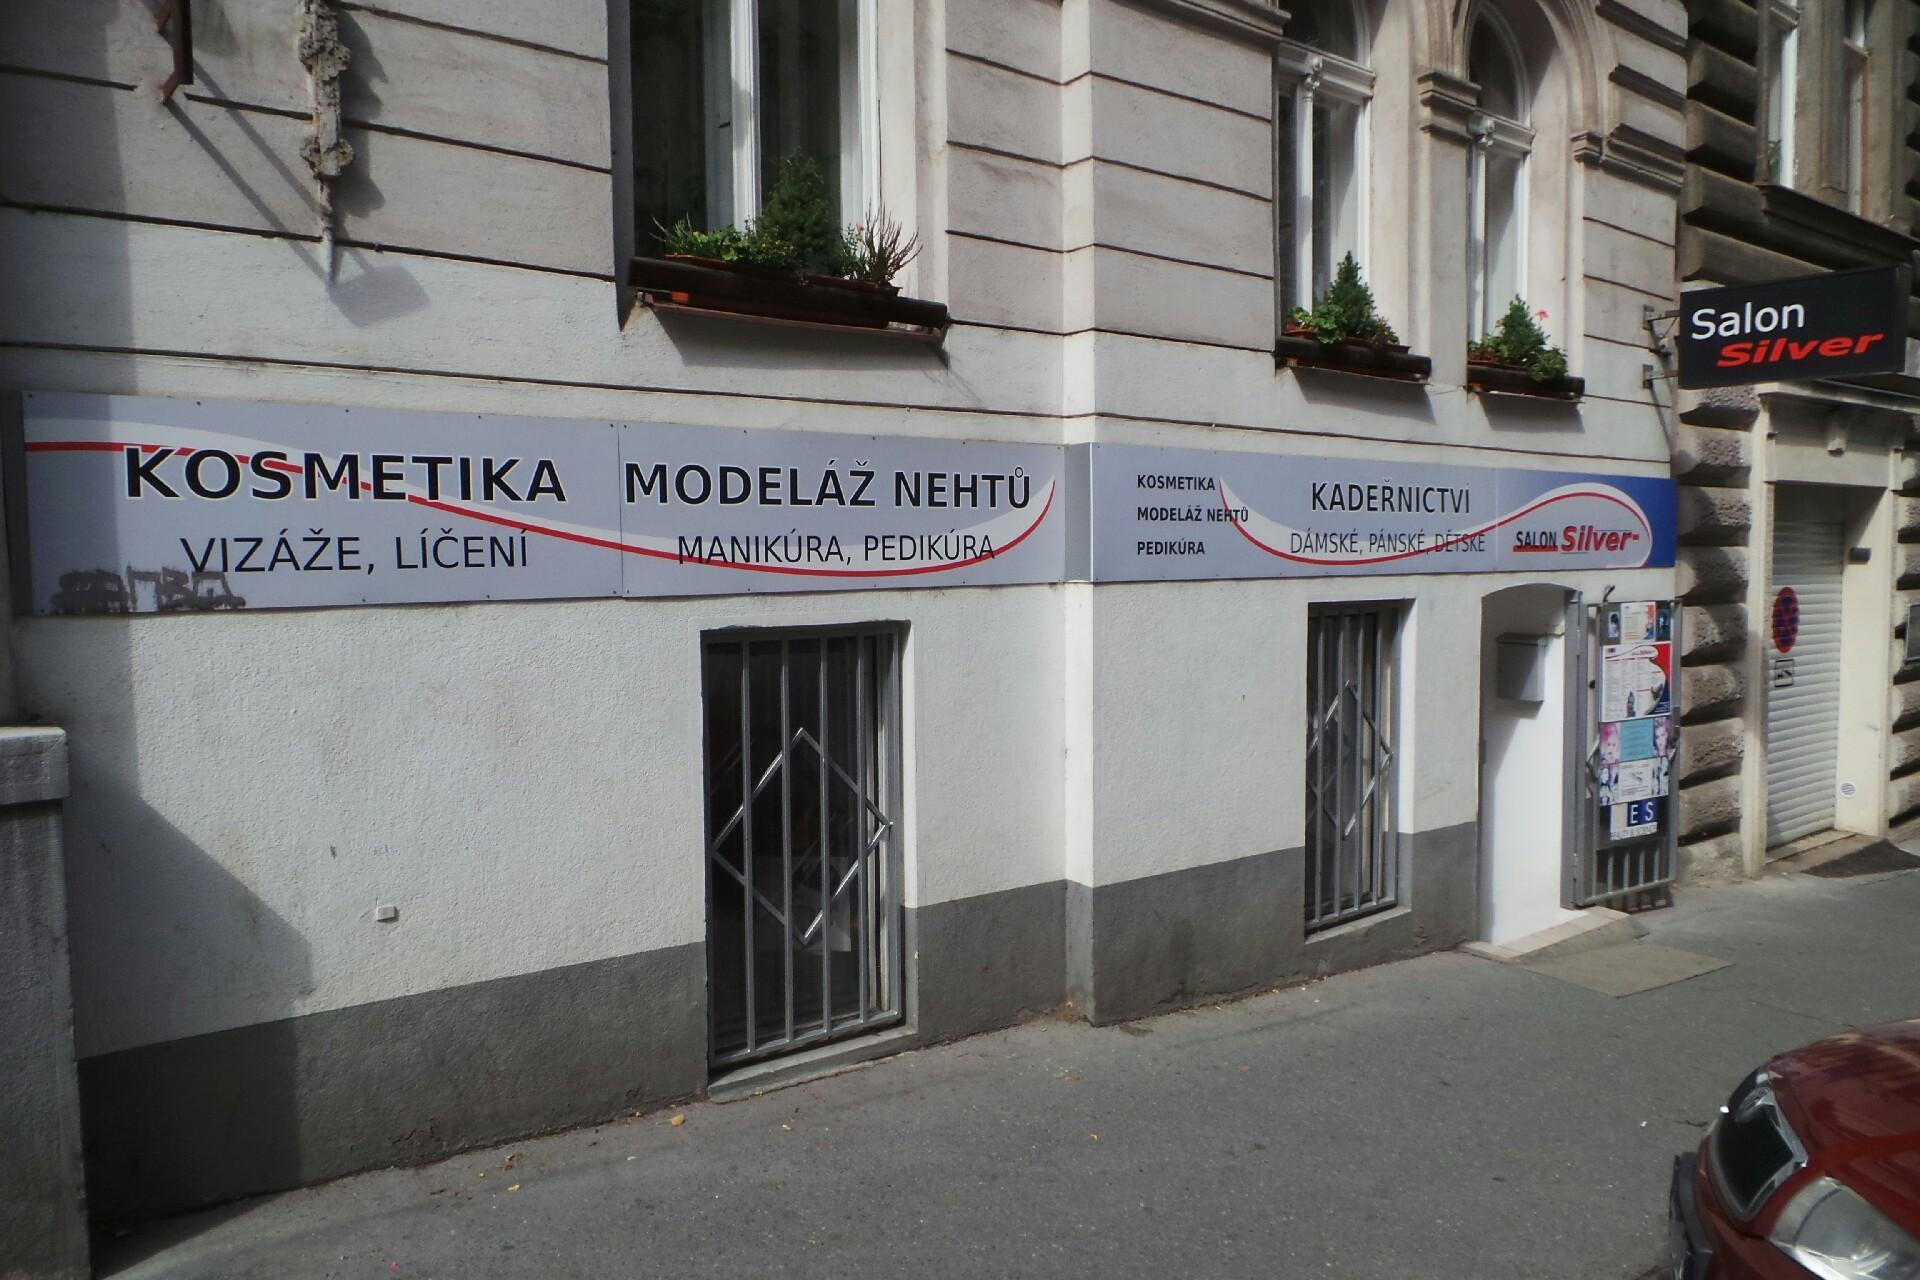 KOSMETIKA
VIZÁŽE, LÍČENÍ
MODELÁŽ NEHTŮ
MANIKÚRA, PEDIKÚRA
KOSMETIKA
MODELÁŽ NEHTŮ
PEDIKÚRA
KADEŘNICTVÍ
DÁMSKÉ, PÁNSKÉ, DĚTSKÉ
SALON Silver
Salon
Silver
ES